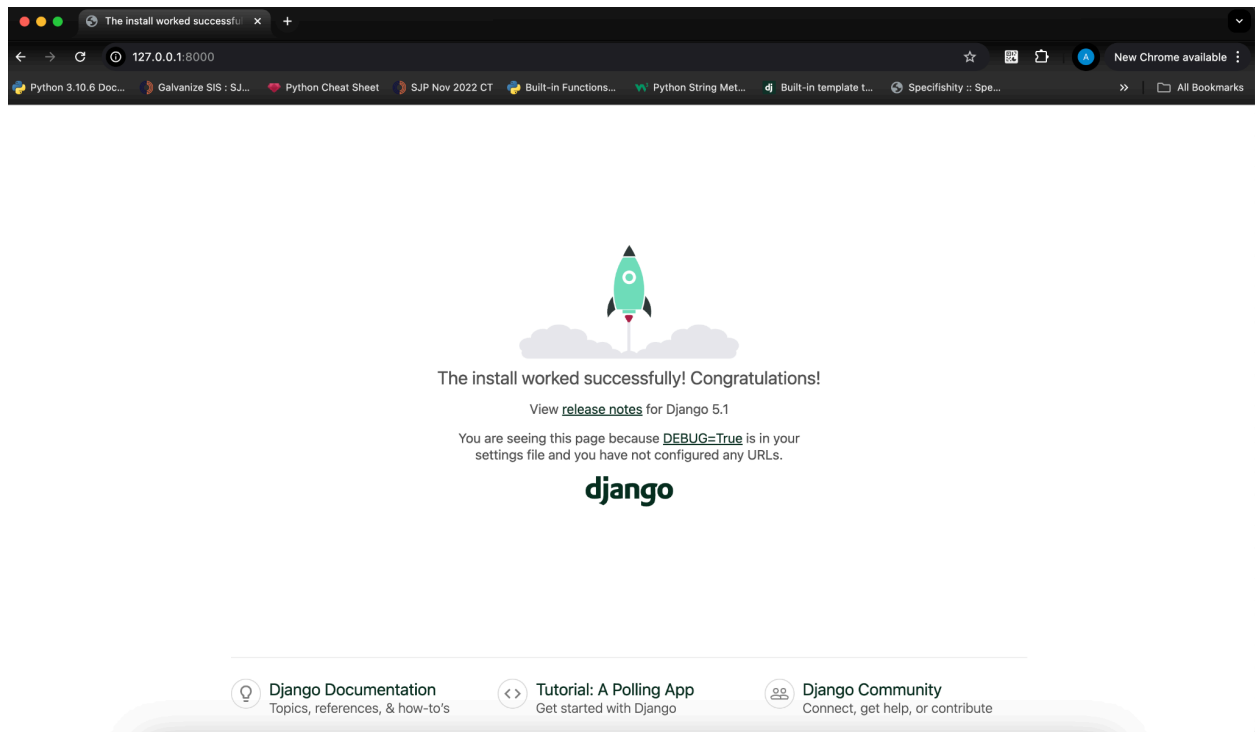 The install worked successful
127.0.0.1:8000
New Chrome available
Python 3.10.6 Doc...
Galvanize SIS : SJ...
Python Cheat Sheet
SJP Nov 2022 CT
Built-in Functions...
Python String Met...
Built-in template t...
Specifishity :: Spe...
All Bookmarks
The install worked successfully! Congratulations!
View release notes for Django 5.1
You are seeing this page because DEBUG=True is in your
settings file and you have not configured any URLs.
django
Django Documentation
Topics, references, & how-to's
Tutorial: A Polling App
Get started with Django
Django Community
Connect, get help, or contribute